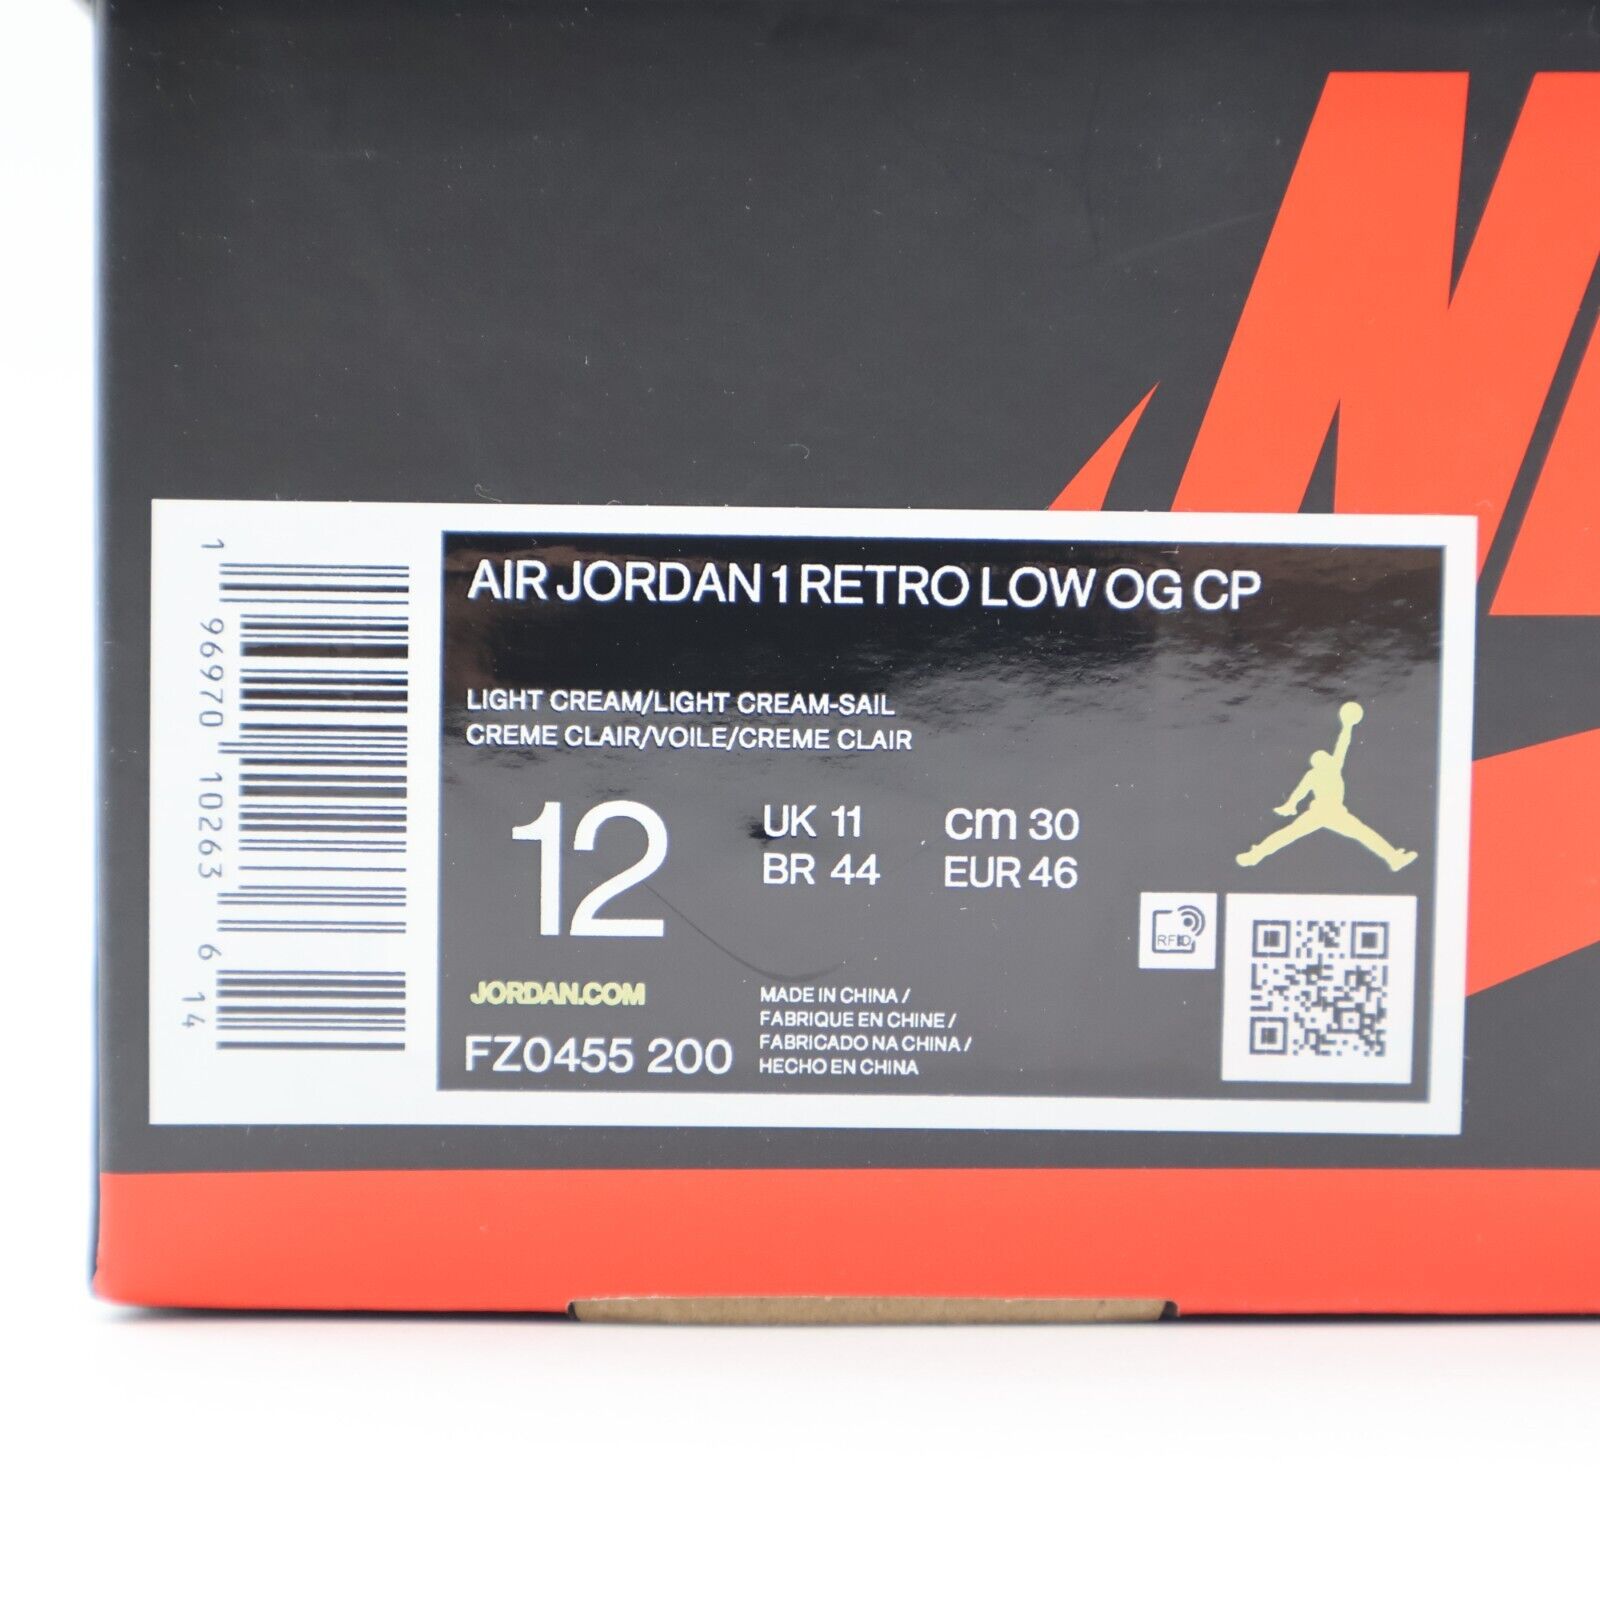 AIR JORDAN 1 RETRO LOW OG CP
LIGHT CREAM/LIGHT CREAM-SAIL
CREME CLAIR/VOILE/CREME CLAIR
12
UK 11
cm 30
BR 44
EUR 46
RFID
JORDAN.COM
FZ0455 200
MADE IN CHINA /
FABRIQUE EN CHINE /
FABRICADO NA CHINA /
HECHO EN CHINA
1 96970 10263 6 14